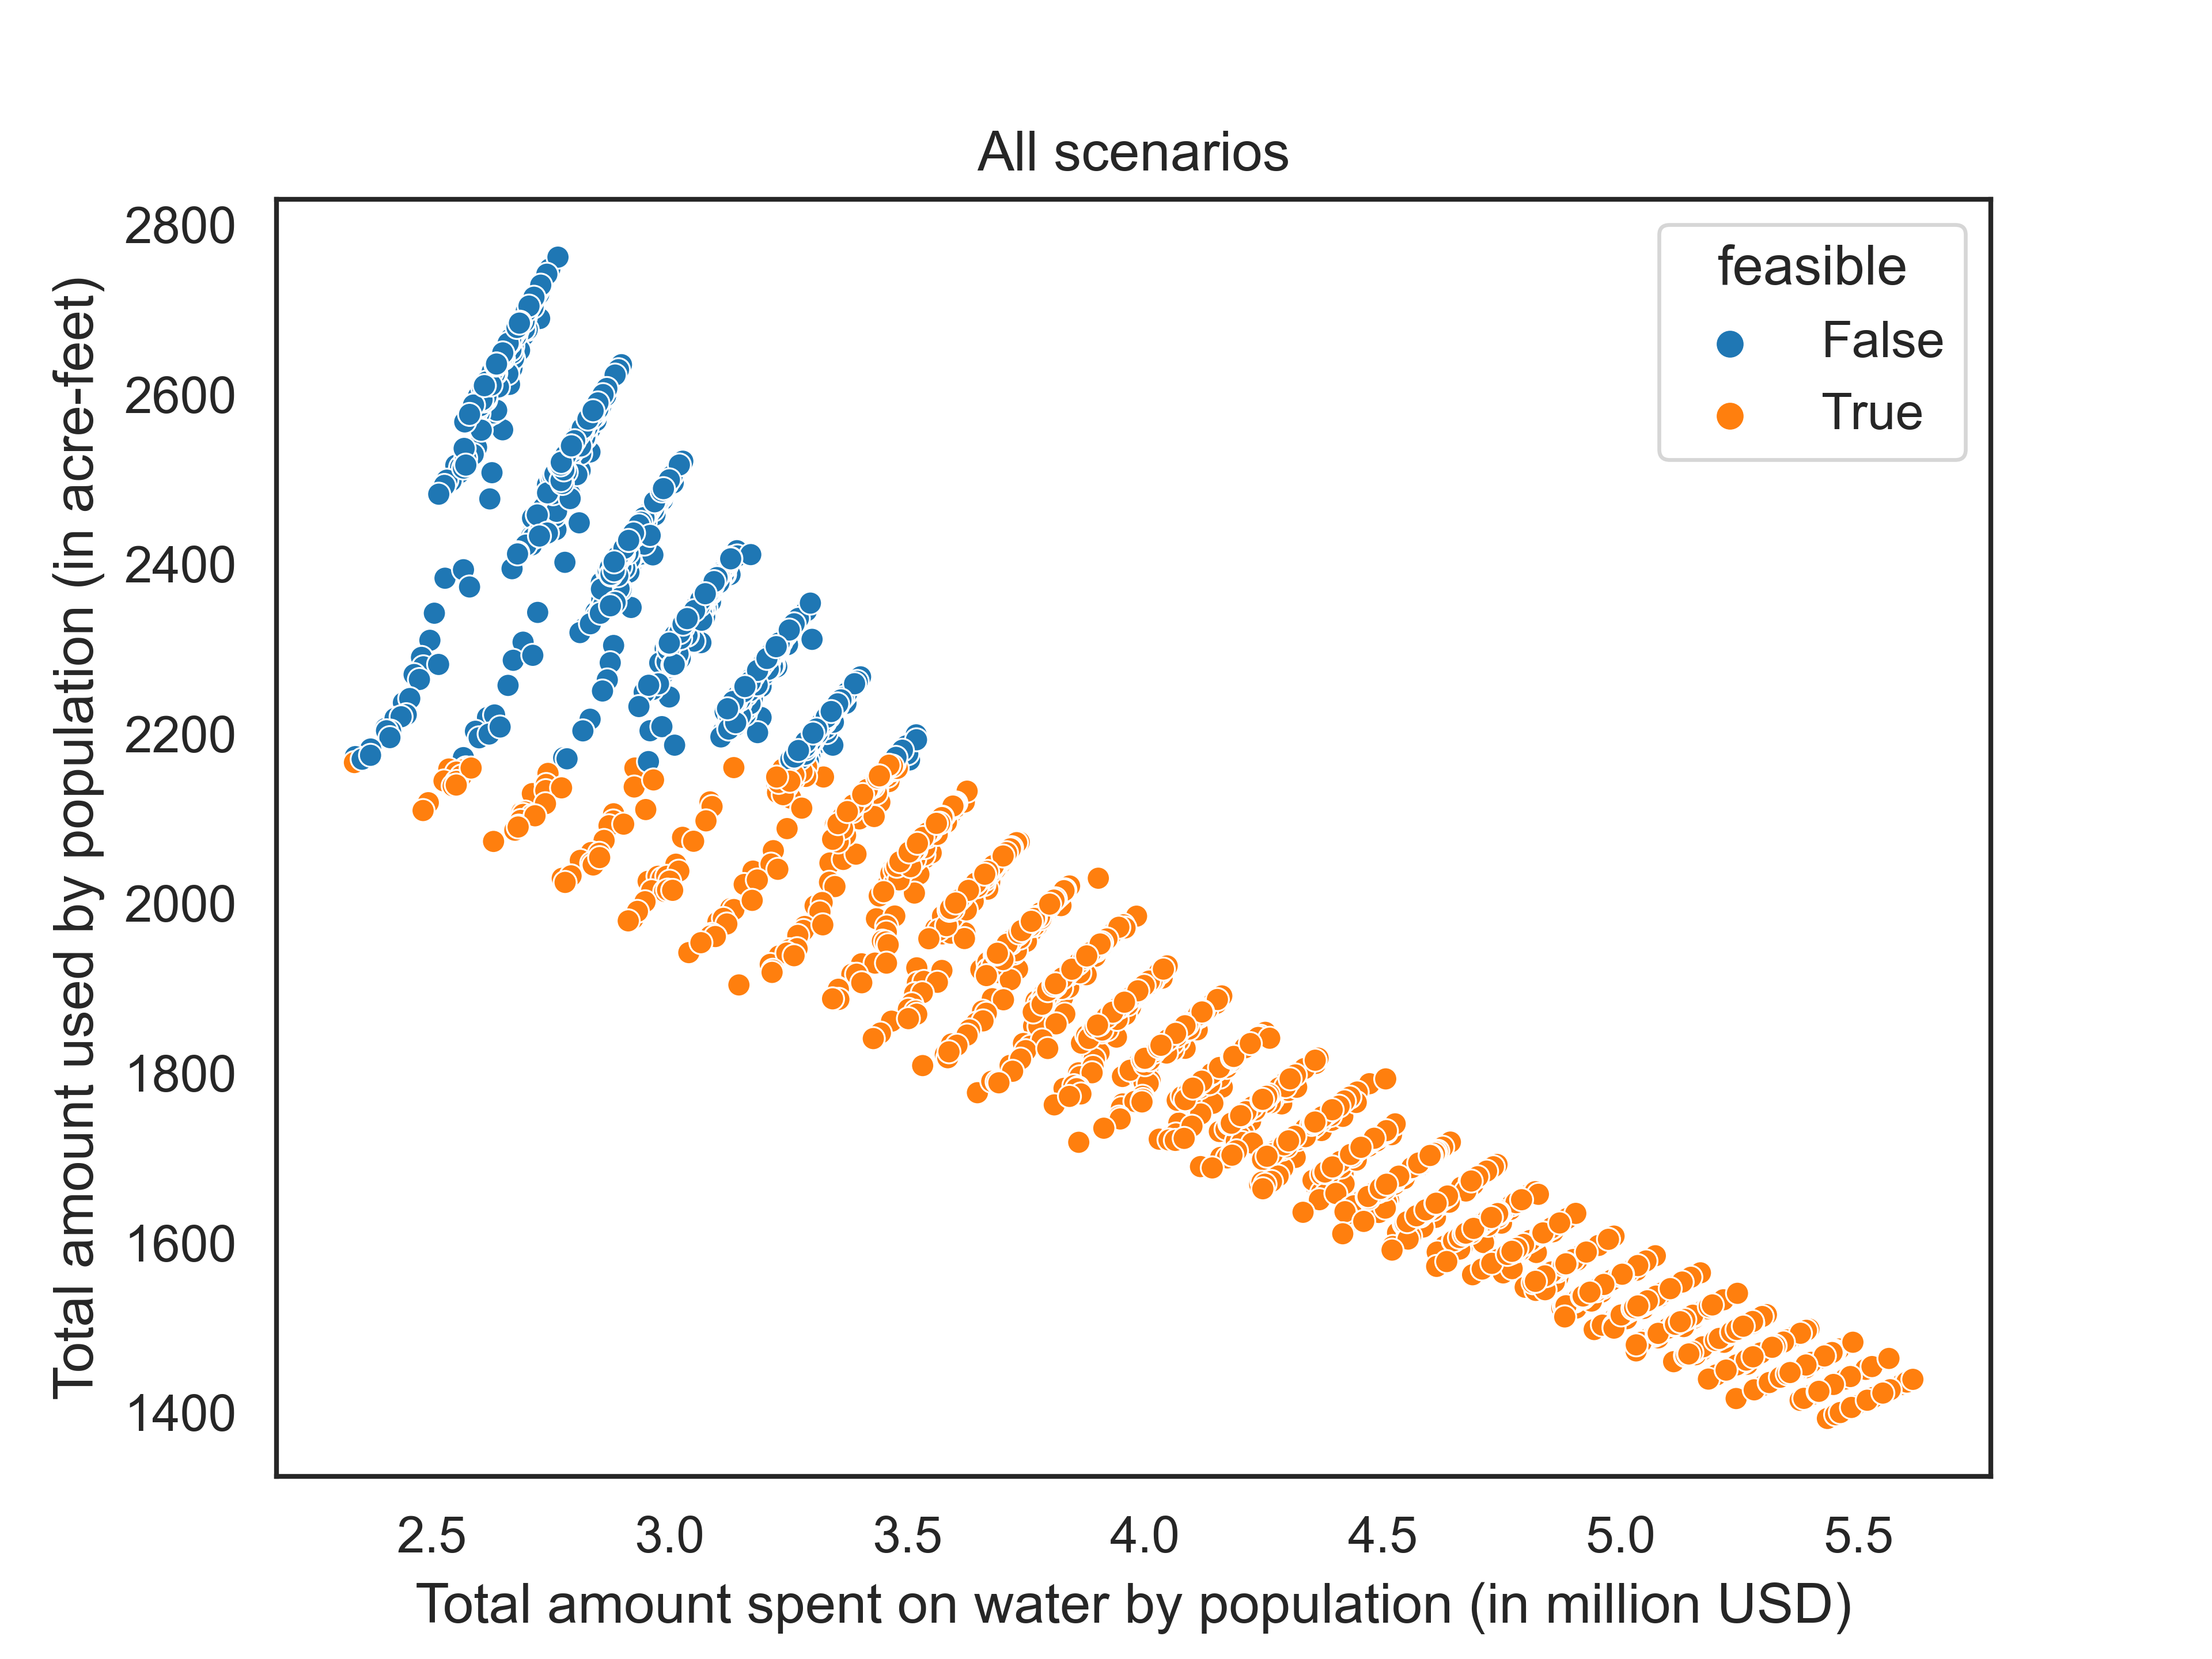 All scenarios
Total amount used by population (in acre-feet)
2800
2600
2400
2200
2000
1800
1600
1400
feasible
False
True
2.5 3.0 3.5 4.0 4.5 5.0 5.5
Total amount spent on water by population (in million USD)